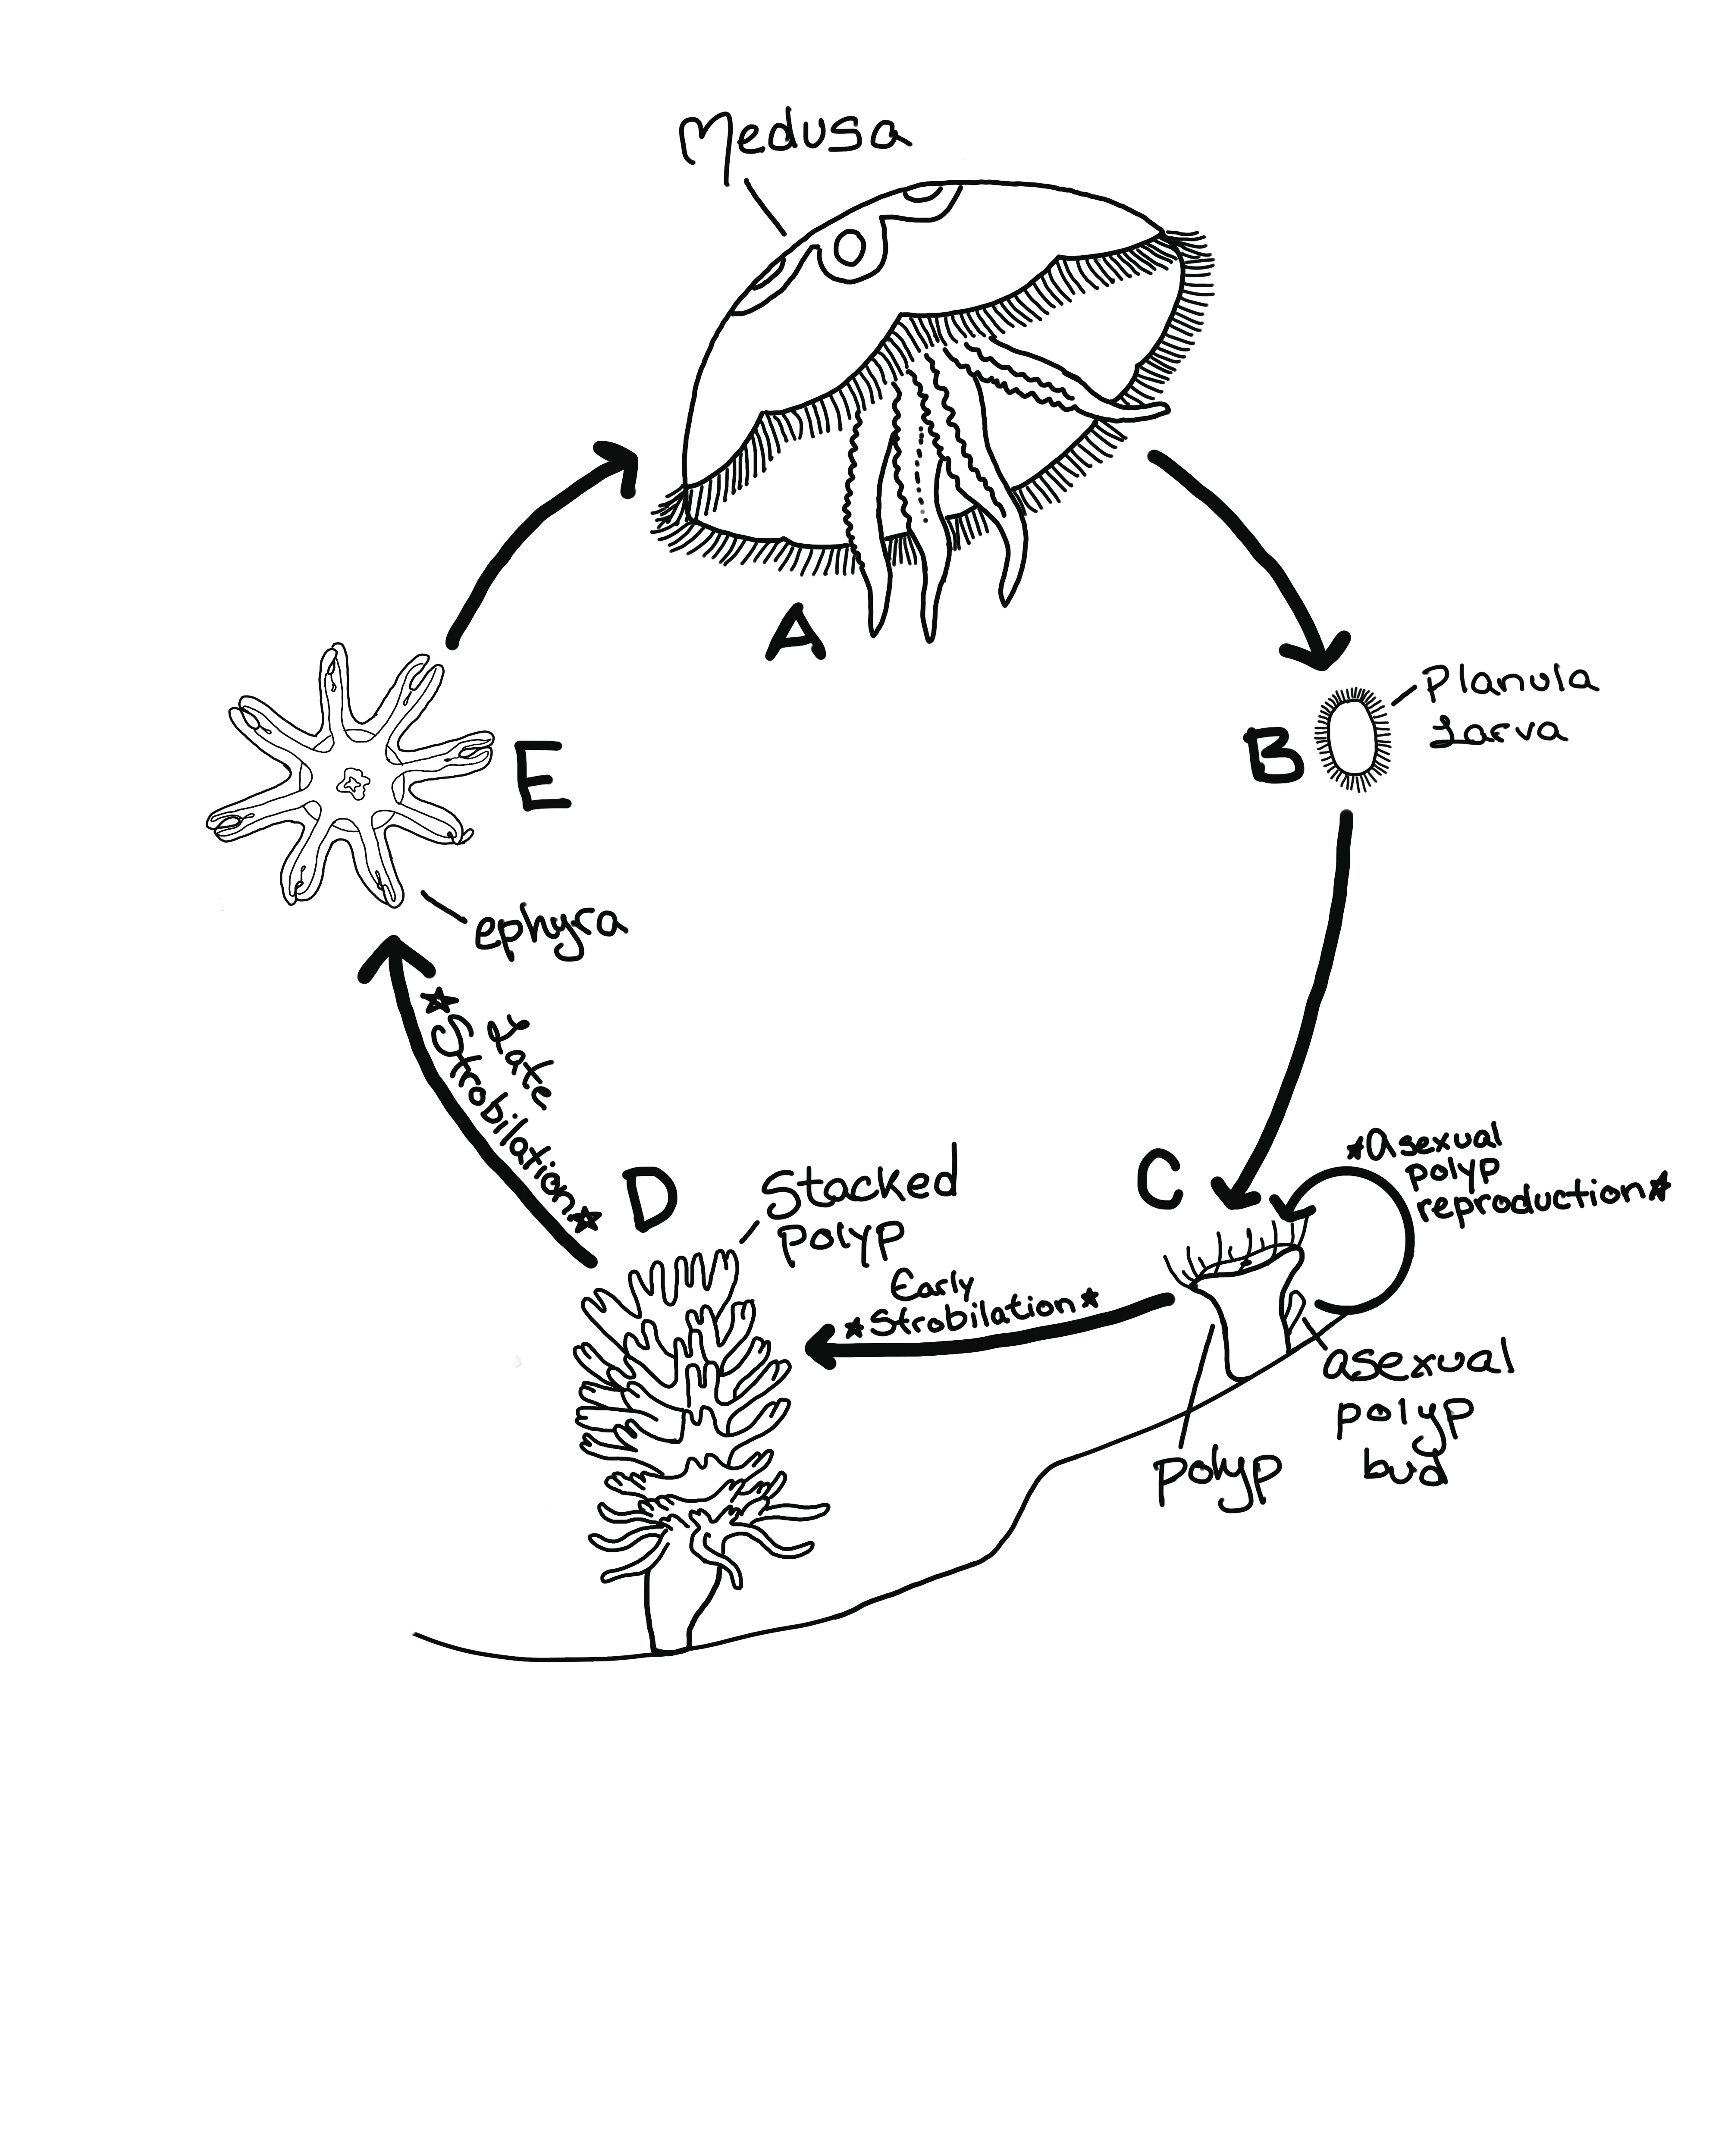 Medusa
A
Planula
Larva
B
E
ephyra
★
Late
Strobilation★
D
Stacked
polyp
C
★Asexual
polyp
reproduction★
Early
★Strobilation★
asexual
polyp
bud
polyp